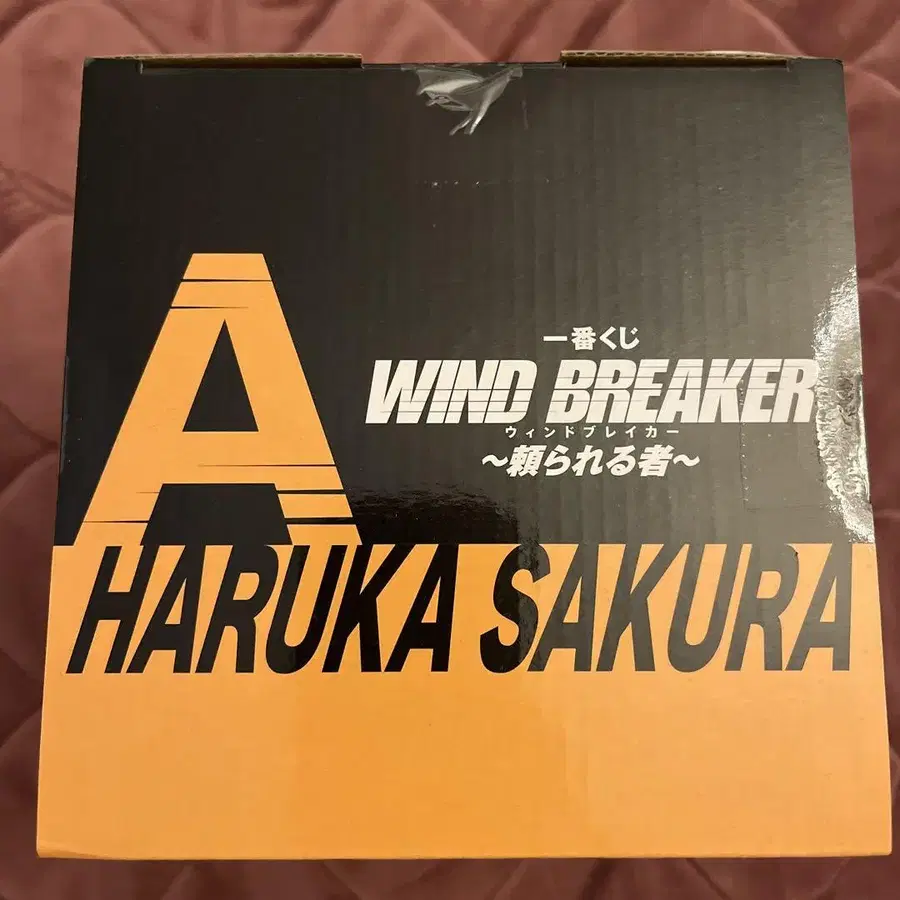 A
一番くじ
WIND BREAKER
ウィンドブレイカー
～頼られる者～
HARUKA SAKURA